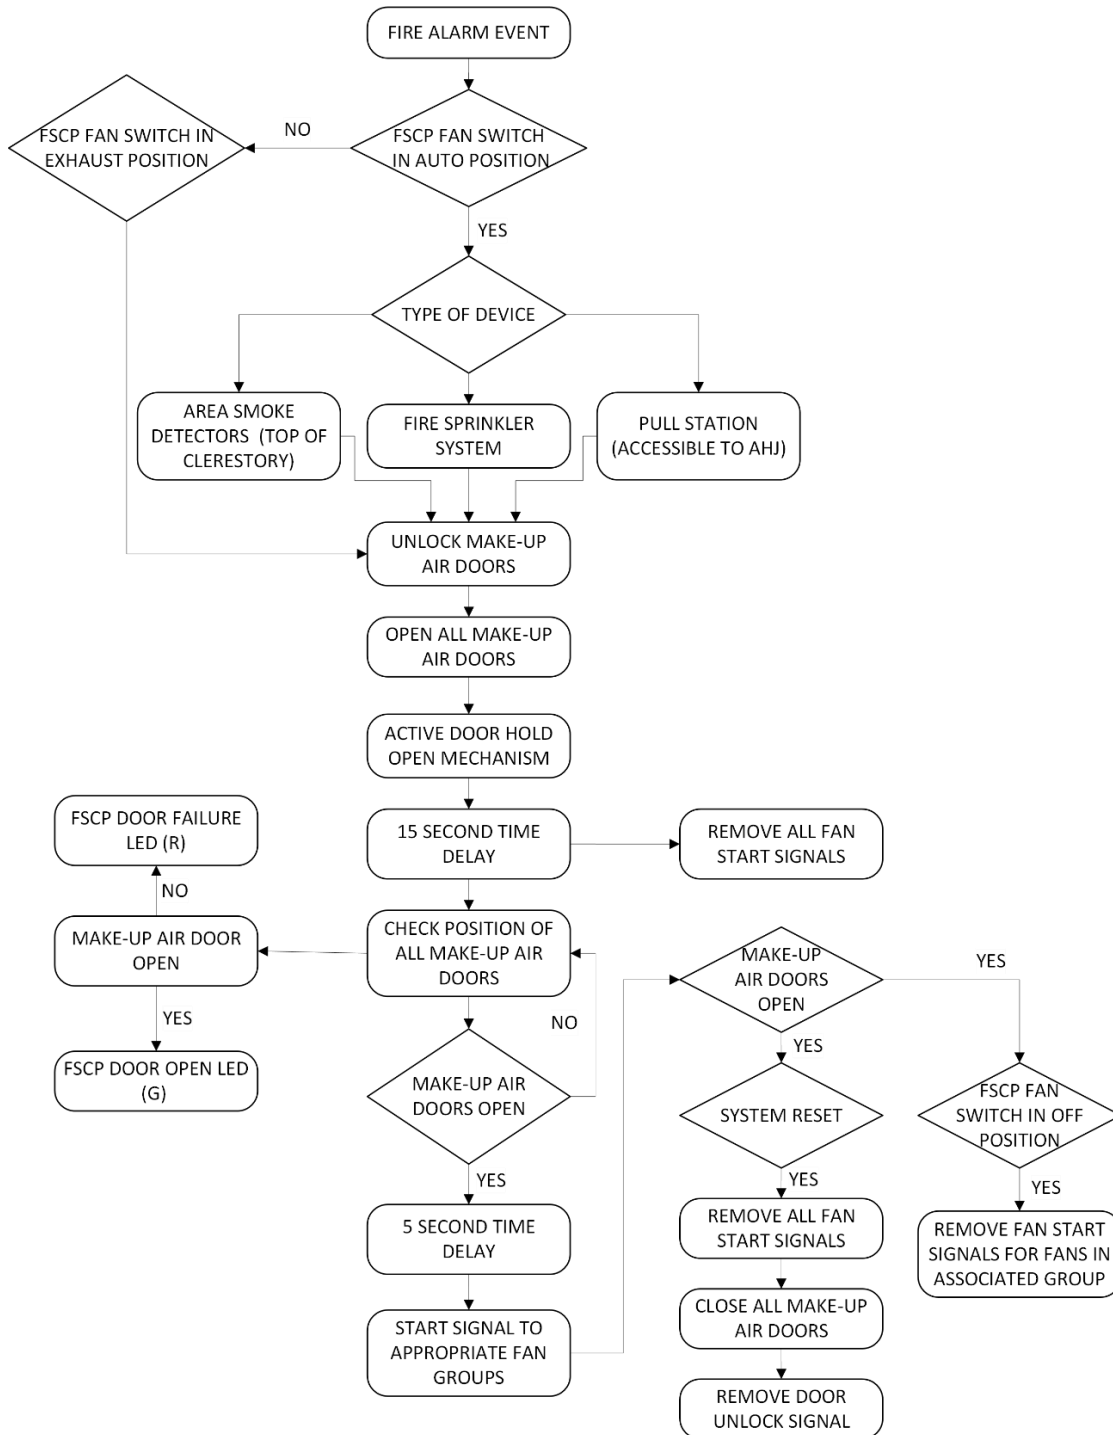 FIRE ALARM EVENT
FSCP FAN SWITCH IN
EXHAUST POSITION
NO
FSCP FAN SWITCH
IN AUTO POSITION
YES
TYPE OF DEVICE
AREA SMOKE
DETECTORS (TOP OF
CLERESTORY)
FIRE SPRINKLER
SYSTEM
PULL STATION
(ACCESSIBLE TO AHJ)
UNLOCK MAKE-UP
AIR DOORS
OPEN ALL MAKE-UP
AIR DOORS
ACTIVE DOOR HOLD
OPEN MECHANISM
15 SECOND TIME
DELAY
REMOVE ALL FAN
START SIGNALS
FSCP DOOR FAILURE
LED (R)
NO
MAKE-UP AIR DOOR
OPEN
YES
FSCP DOOR OPEN LED
(G)
CHECK POSITION OF
ALL MAKE-UP AIR
DOORS
NO
MAKE-UP AIR
DOORS OPEN
YES
5 SECOND TIME
DELAY
START SIGNAL TO
APPROPRIATE FAN
GROUPS
MAKE-UP
AIR DOORS
OPEN
YES
YES
SYSTEM RESET
YES
REMOVE ALL FAN
START SIGNALS
CLOSE ALL MAKE-UP
AIR DOORS
REMOVE DOOR
UNLOCK SIGNAL
FSCP FAN
SWITCH IN OFF
POSITION
YES
REMOVE FAN START
SIGNALS FOR FANS IN
ASSOCIATED GROUP